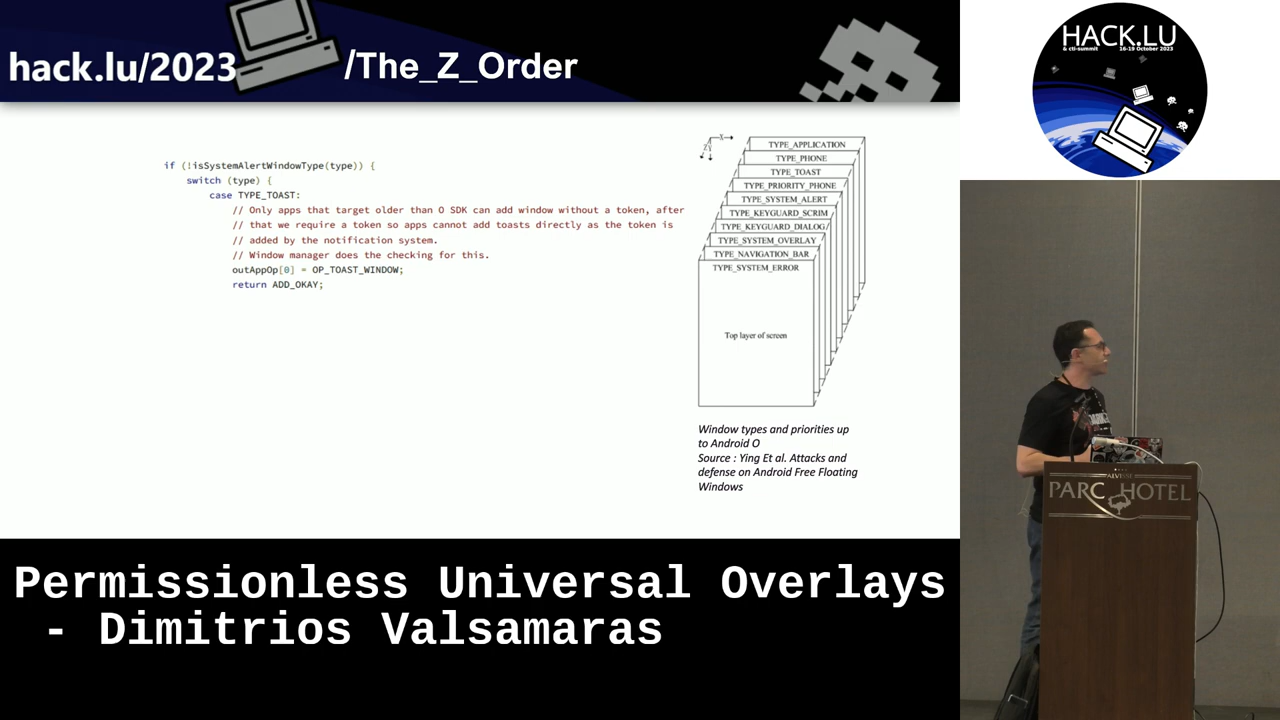 hack.lu/2023
/The_Z_Order
HACK.LU
& cti-summit 16-19 October 2023
if (!isSystemAlertWindowType(type)) {
switch (type) {
case TYPE_TOAST:
// Only apps that target older than O SDK can add window without a token, after
// that we require a token so apps cannot add toasts directly as the token is
// added by the notification system.
// Window manager does the checking for this.
outAppOp[0] = OP_TOAST_WINDOW;
return ADD_OKAY;
X
Z
TYPE_APPLICATION
TYPE_PHONE
TYPE_TOAST
TYPE_PRIORITY_PHONE
TYPE_SYSTEM_ALERT
TYPE_KEYGUARD_SCRIM
TYPE_KEYGUARD_DIALOG
TYPE_SYSTEM_OVERLAY
TYPE_NAVIGATION_BAR
TYPE_SYSTEM_ERROR
Top layer of screen
Window types and priorities up
to Android O
Source : Ying Et al. Attacks and
defense on Android Free Floating
Windows
ALVISSE
PARC HOTEL
Permissionless Universal Overlays
- Dimitrios Valsamaras